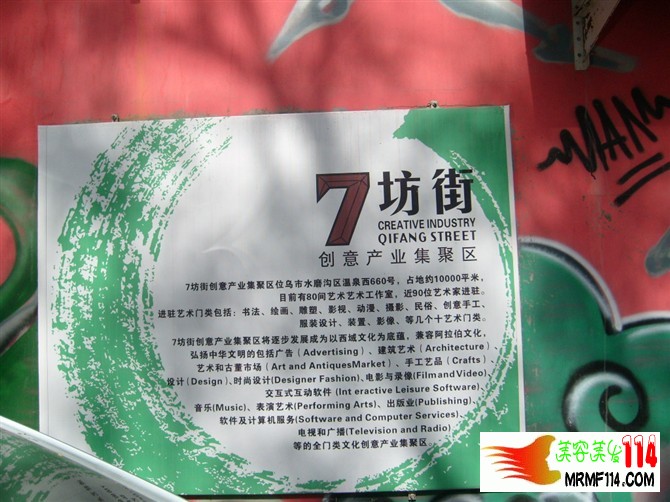 7坊街
CREATIVE INDUSTRY
QIFANG STREET
创意产业集聚区
7坊街创意产业集聚区位乌市水磨沟区温泉西660号，占地约10000平米，
目前有80间艺术艺术工作室，近90位艺术家进驻。
进驻艺术门类包括：书法、绘画、雕塑、影视、动漫、摄影、民俗、创意手工、
服装设计、装置、影像、等几个十艺术门类。
7坊街创意产业集聚区将逐步发展成为以西域文化为底蕴，兼容阿拉伯文化，
弘扬中华文明的包括广告（Advertising）、建筑艺术（Architecture）
艺术和古董市场（Art and AntiquesMarket）、手工艺品（Crafts）、
设计(Design)、时尚设计(Designer Fashion)、电影与录像(FilmandVideo)、
交互式互动软件（Int eractive Leisure Software)、
音乐(Music)、表演艺术(Performing Arts)、出版业(Publishing)、
软件及计算机服务(Software and Computer Services)、
电视和广播(Television and Radio)
等的全门类文化创意产业集聚区。
美容美发114
MRMF114.COM